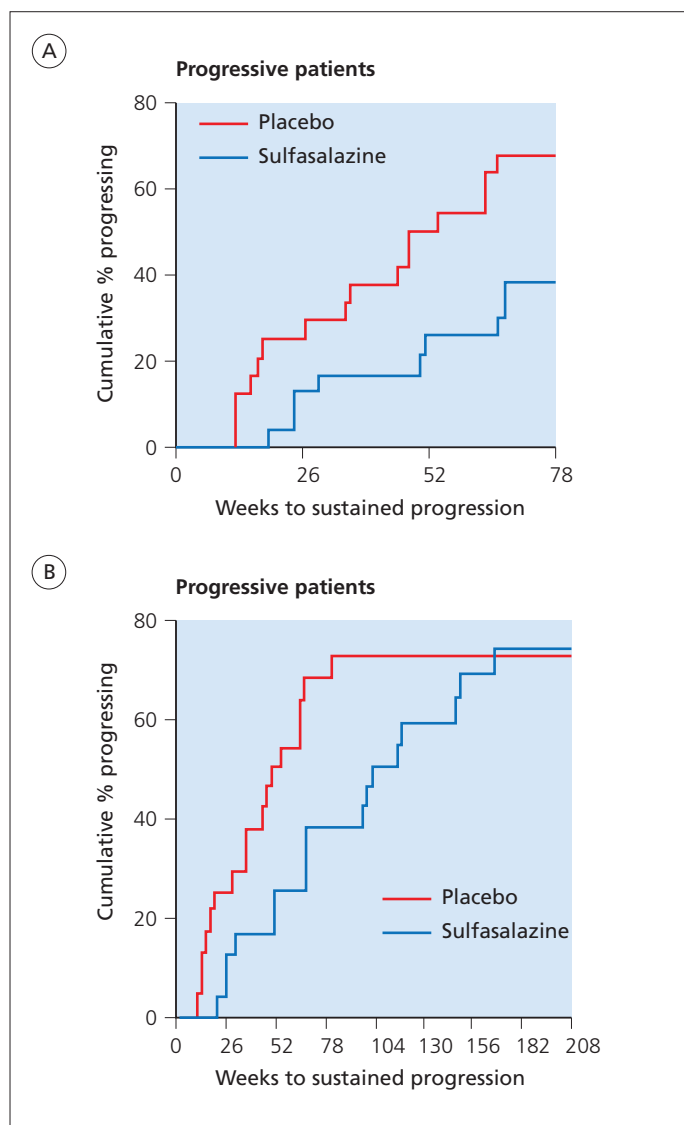 A
Progressive patients
80
Placebo
Sulfasalazine
60
40
20
0
Cumulative % progressing
0 26 52 78
Weeks to sustained progression
B
Progressive patients
80
60
40
20
0
Cumulative % progressing
Placebo
Sulfasalazine
0 26 52 78 104 130 156 182 208
Weeks to sustained progression